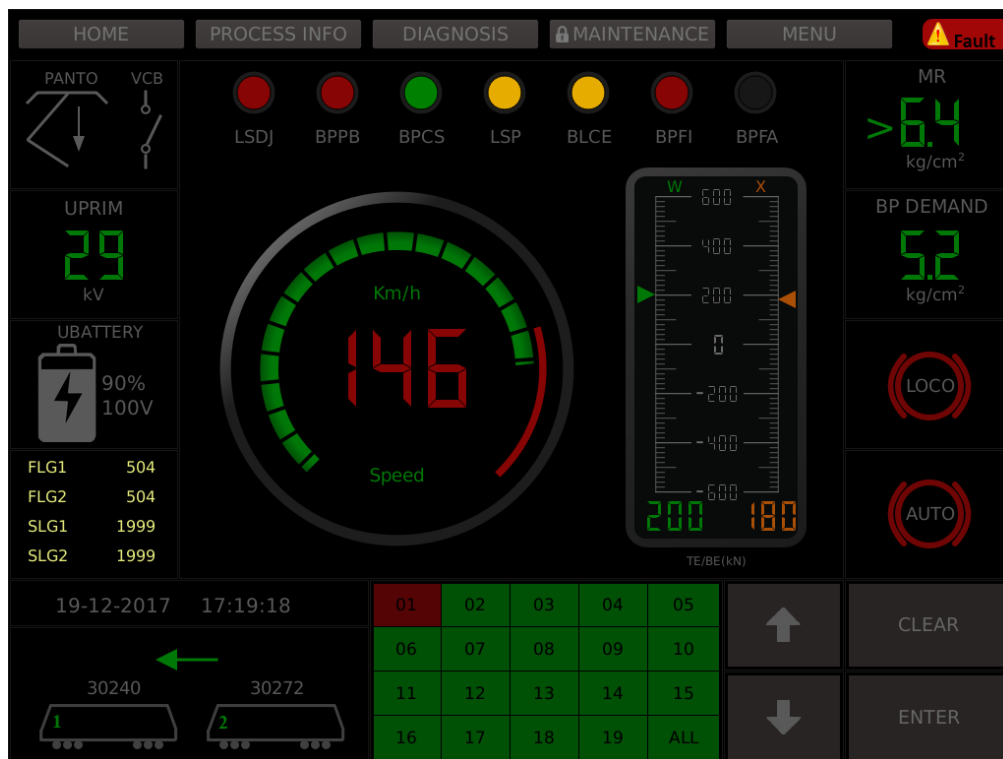 HOME PROCESS INFO DIAGNOSIS MAINTENANCE MENU Fault
PANTO VCB
LSDJ BPPB BPCS LSP BLCE BPFI BPFA
MR
>6.4
kg/cm²
UPRIM
29
kV
BP DEMAND
5.2
kg/cm²
UBATTERY
90%
100V
Km/h
146
Speed
W X
600
400
200
0
-200
-400
-600
200 180
TE/BE(kN)
LOCO
AUTO
FLG1 504
FLG2 504
SLG1 1999
SLG2 1999
19-12-2017 17:19:18
30240 30272
1 2
01 02 03 04 05
06 07 08 09 10
11 12 13 14 15
16 17 18 19 ALL
CLEAR
ENTER